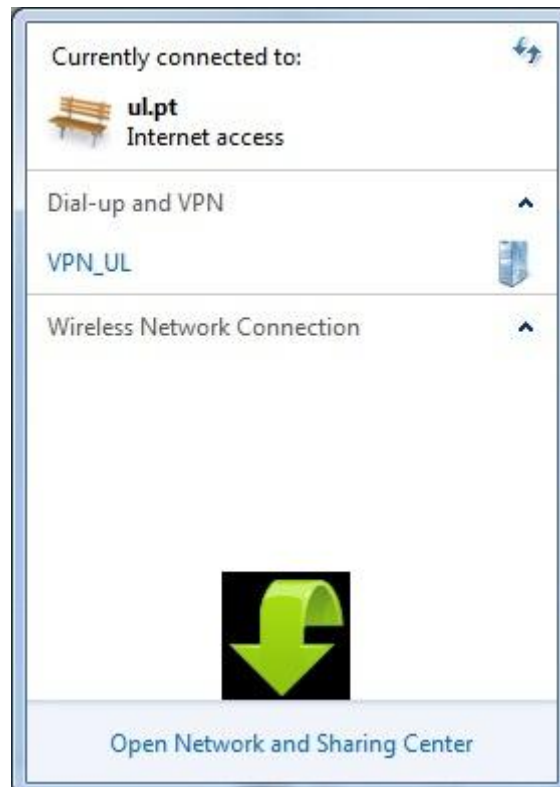 Currently connected to:
ul.pt
Internet access
Dial-up and VPN
VPN_UL
Wireless Network Connection
Open Network and Sharing Center